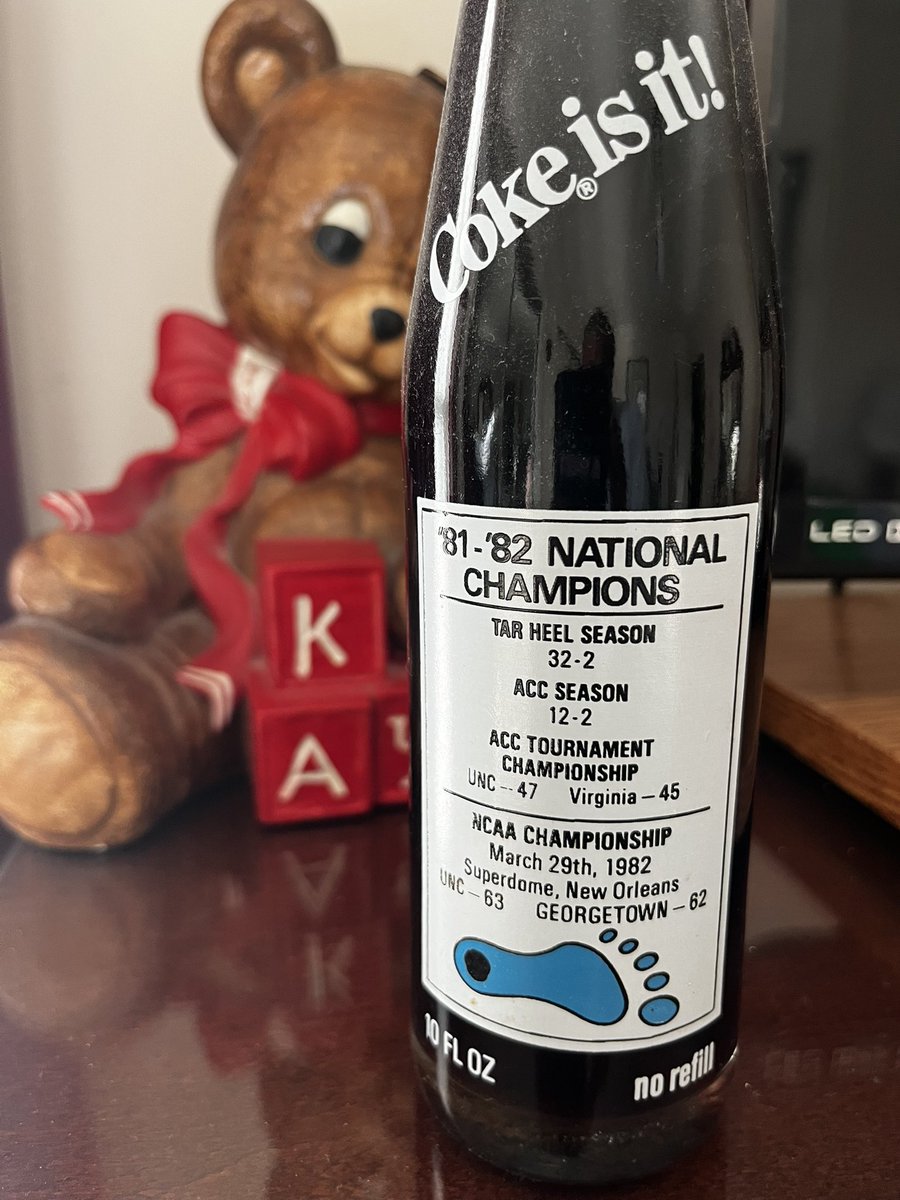 Coke® is it!
"81-'82 NATIONAL
CHAMPIONS
TAR HEEL SEASON
32-2
ACC SEASON
12-2
ACC TOURNAMENT
CHAMPIONSHIP
UNC - 47 Virginia - 45
NCAA CHAMPIONSHIP
March 29th, 1982
Superdome, New Orleans
UNC - 63 GEORGETOWN - 62
10 FL OZ
no refill
K
A
LED